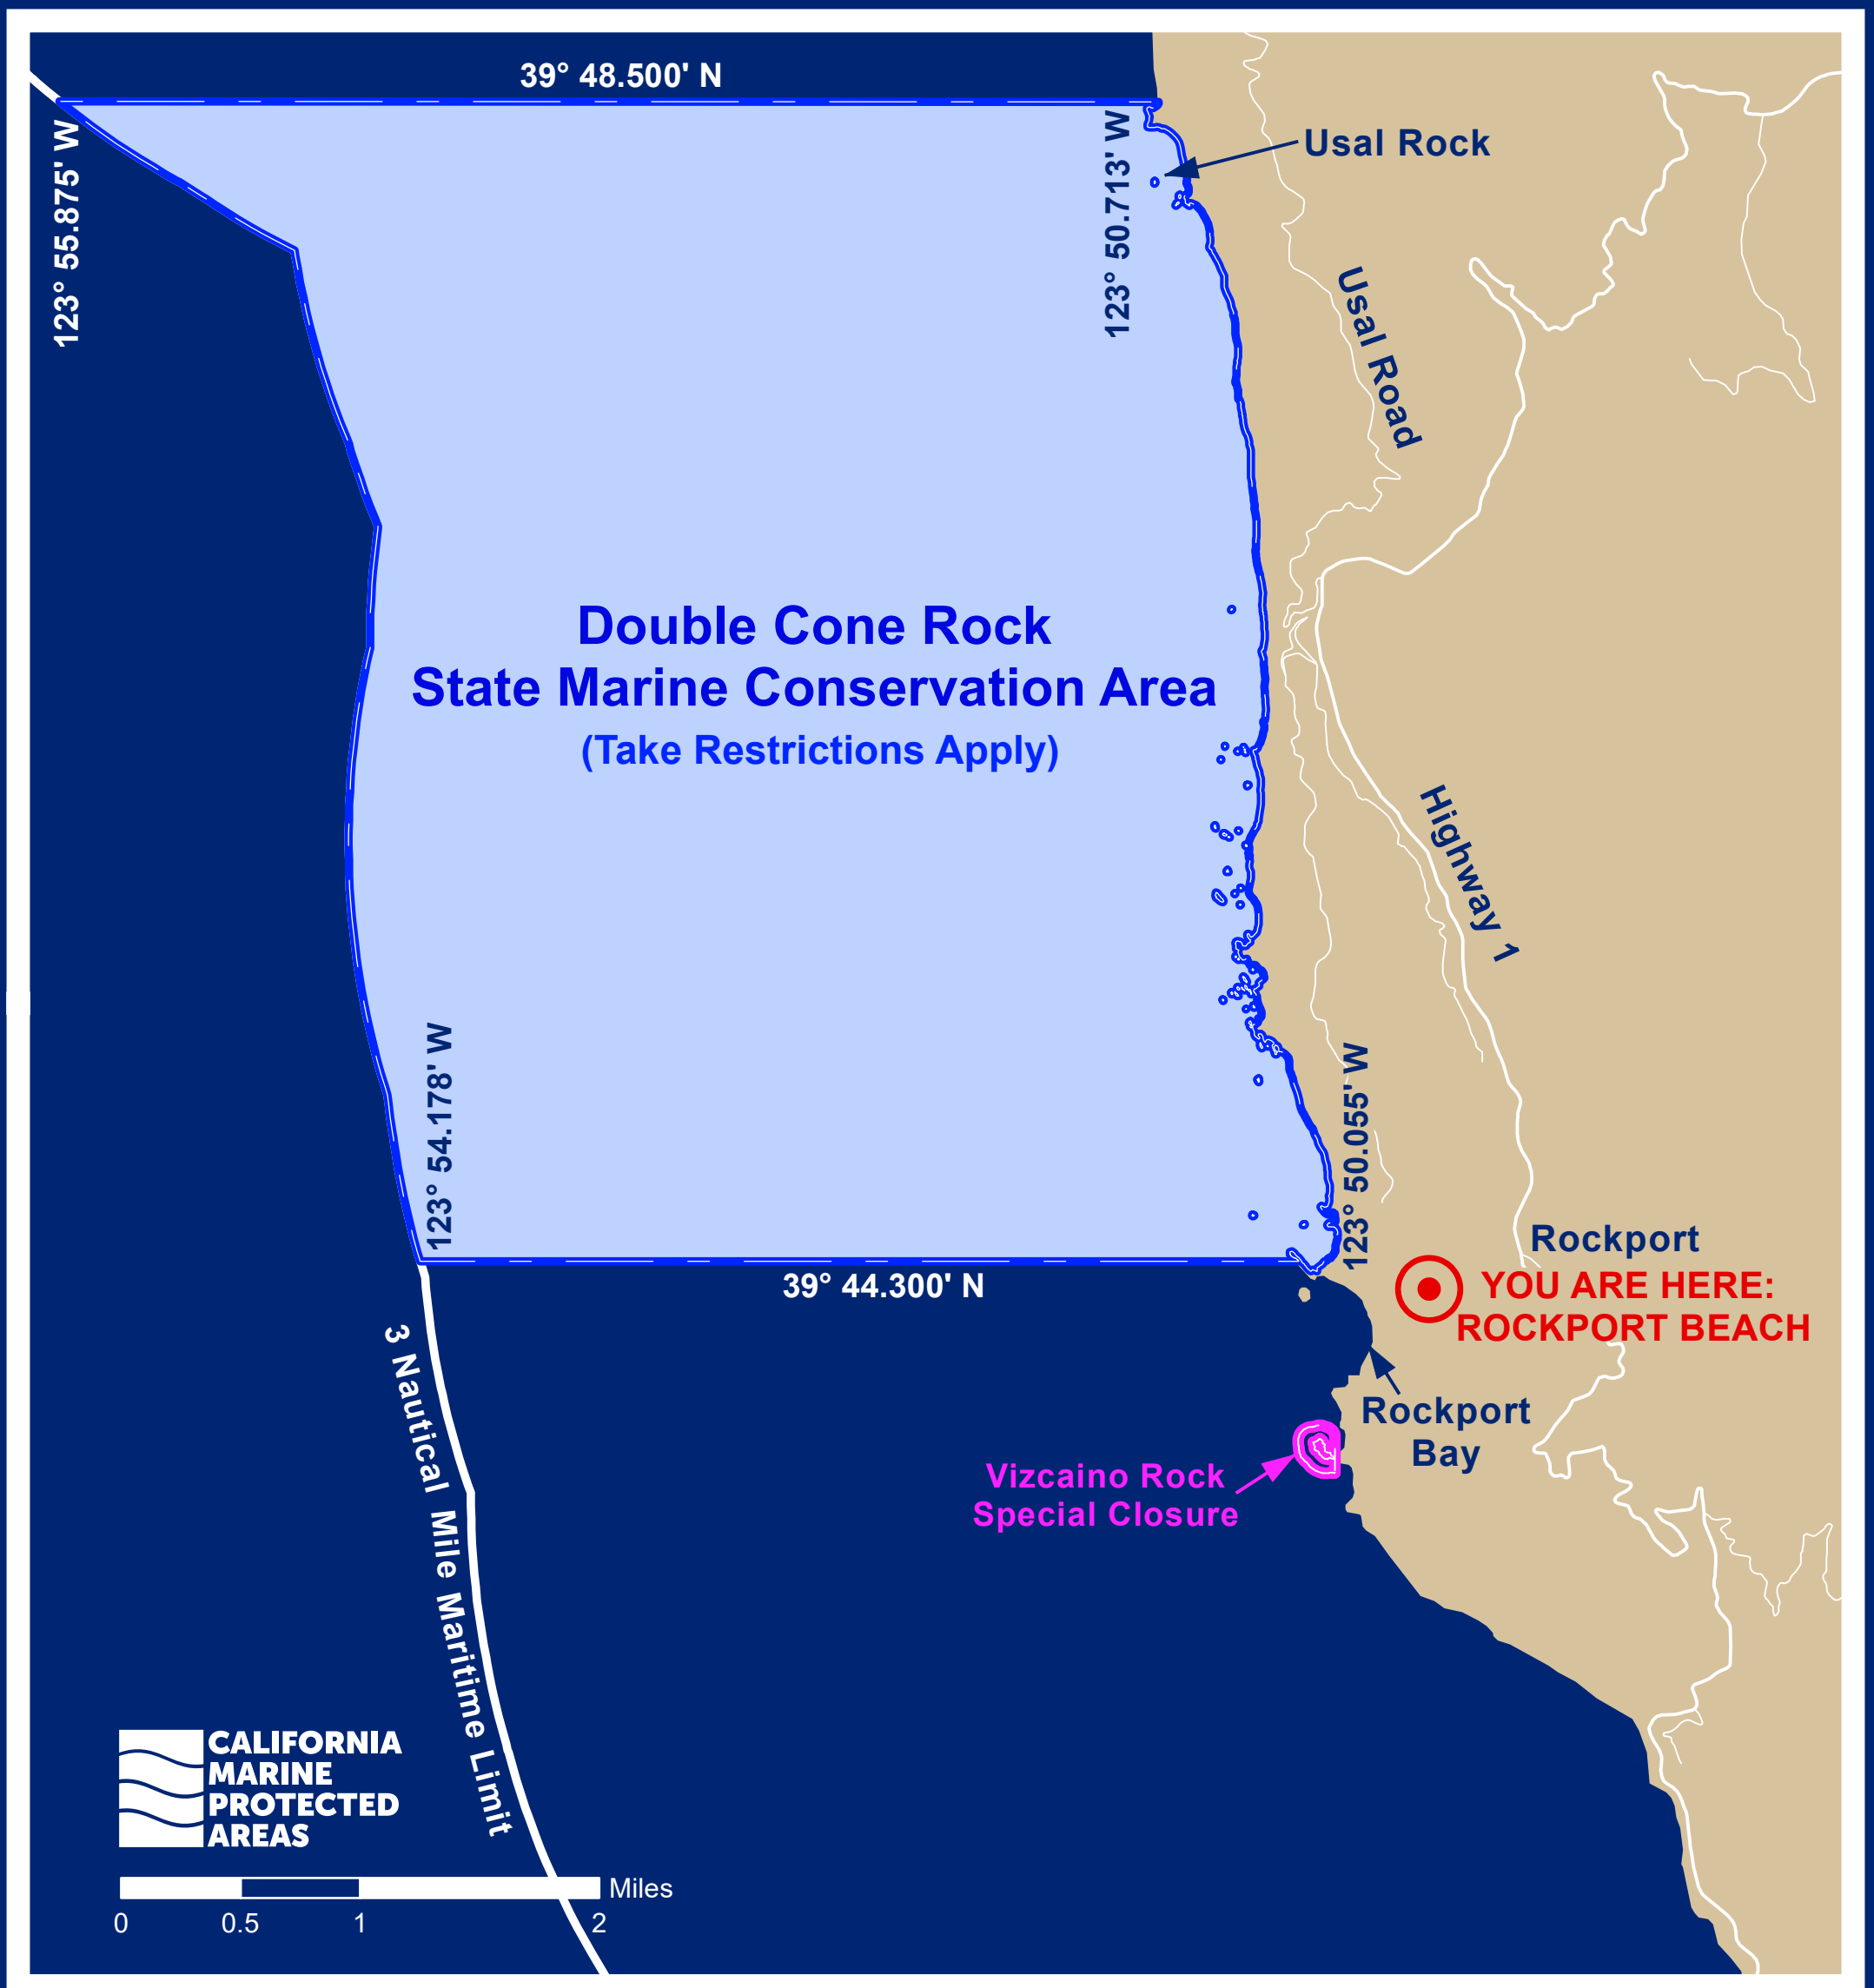 39° 48.500' N
123° 55.875' W
123° 50.713' W
Usal Rock
Usal Road
Double Cone Rock
State Marine Conservation Area
(Take Restrictions Apply)
Highway 1
123° 54.178' W
123° 50.055' W
Rockport
39° 44.300' N
YOU ARE HERE:
ROCKPORT BEACH
3 Nautical Mile Maritime Limit
Rockport
Bay
Vizcaino Rock
Special Closure
CALIFORNIA
MARINE
PROTECTED
AREAS
Miles
0 0.5 1 2